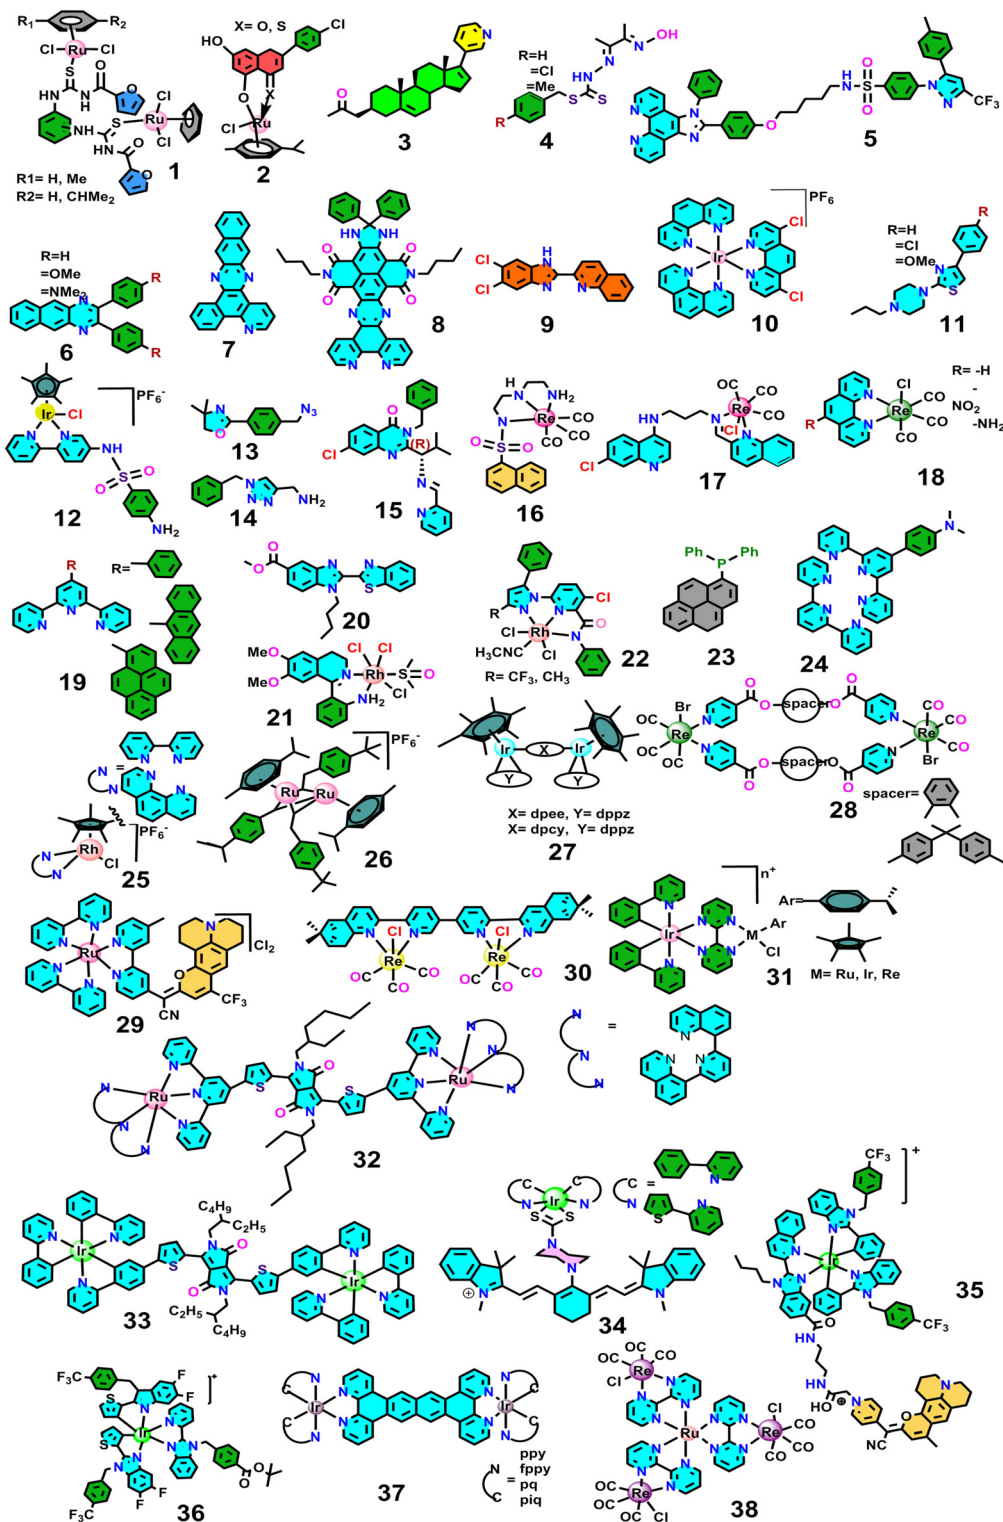 R1
R2
Cl
Cl
Ru
S
O
NH
N
H
O
NH
S
Cl
Ru
Cl
HN
O
O
R1= H, Me
R2= H, CHMe2
1
X= O, S
Cl
HO
O
X
Cl
Ru
2
N
O
3
R=H
=Cl
=Me
N
OH
N
HN
S
S
R
4
N
N
N
N
O
H
N
S
O
O
N
N
CF3
5
R=H
=OMe
=NMe2
N
N
R
R
6
N
N
N
7
HN
NH
O
O
N
N
O
O
N
N
N
N
8
Cl
Cl
H
N
N
N
9
PF6
N
N
N
N
Ir
N
N
Cl
Cl
10
R=H
=Cl
=OMe
R
N
S
N
N
11
PF6-
Ir
Cl
N
N
NH
O
S
O
NH2
12
N
O
N3
13
N
N=N
NH2
14
O
N
N
(R)
Cl
N
N
15
H
N
NH2
N
Re
CO
CO
CO
O
S
O
16
CO
CO
Re
CO
Cl
HN
N
N
Cl
N
17
R= -H
-
NO2
-NH2
Cl
N
N
Re
CO
CO
CO
R
18
R
N
N
N
R=
19
O
O
N
N
N
S
20
MeO
MeO
N
Cl
Cl
Rh
S=O
Cl
NH2
21
N
N
N
Cl
R
O
Cl
Rh
N
H3CNC
Cl
R= CF3, CH3
22
Ph
Ph
P
23
N
N
N
N
N
N
N
24
N
N
N
N
N
N
Rh
Cl
PF6-
25
PF6-
Ru
Ru
26
Ir
X
Ir
Y
Y
X= dpee, Y= dppz
X= dpcy, Y= dppz
27
O
O
spacer
O
O
Br
CO
CO
Re
CO
N
N
N
N
CO
CO
Re
CO
Br
O
O
spacer
O
O
spacer=
28
Cl2
N
N
N
N
Ru
N
N
N
O
CF3
CN
29
N
Cl
N
N
Cl
N
Re
Re
OC
CO
CO
OC
CO
CO
30
n+
N
N
Ir
N
N
N
N
M
Ar
Cl
Ar=
M= Ru, Ir, Re
31
N
N
N
=
N
N
N
N
N
N
Ru
N
N
N
S
N
O
O
N
S
N
N
N
Ru
N
N
N
32
N
N
Ir
N
S
C4H9
C2H5
N
O
O
N
S
C2H5
C4H9
N
N
Ir
N
33
C
C
N
Ir
N
S
S
N
N
N
C
N
=
N
S
N
34
+
CF3
N
N
N
N
Ir
N
N
CF3
O
HN
HN
HO
N
O
CN
N
35
F3C
+
S
N
F
F
Ir
N
N
N
S
N
N
F
F
F3C
O
O
36
N
C
Ir
C
N
N
N
N
N
N
C
Ir
C
N
N
C
=
ppy
fppy
pq
piq
37
OC
CO
OC
Re
CO
Cl
N
N
N
N
Ru
N
N
N
N
Cl
Re
CO
CO
OC
N
N
N
N
OC
OC
Re
OC
Cl
38